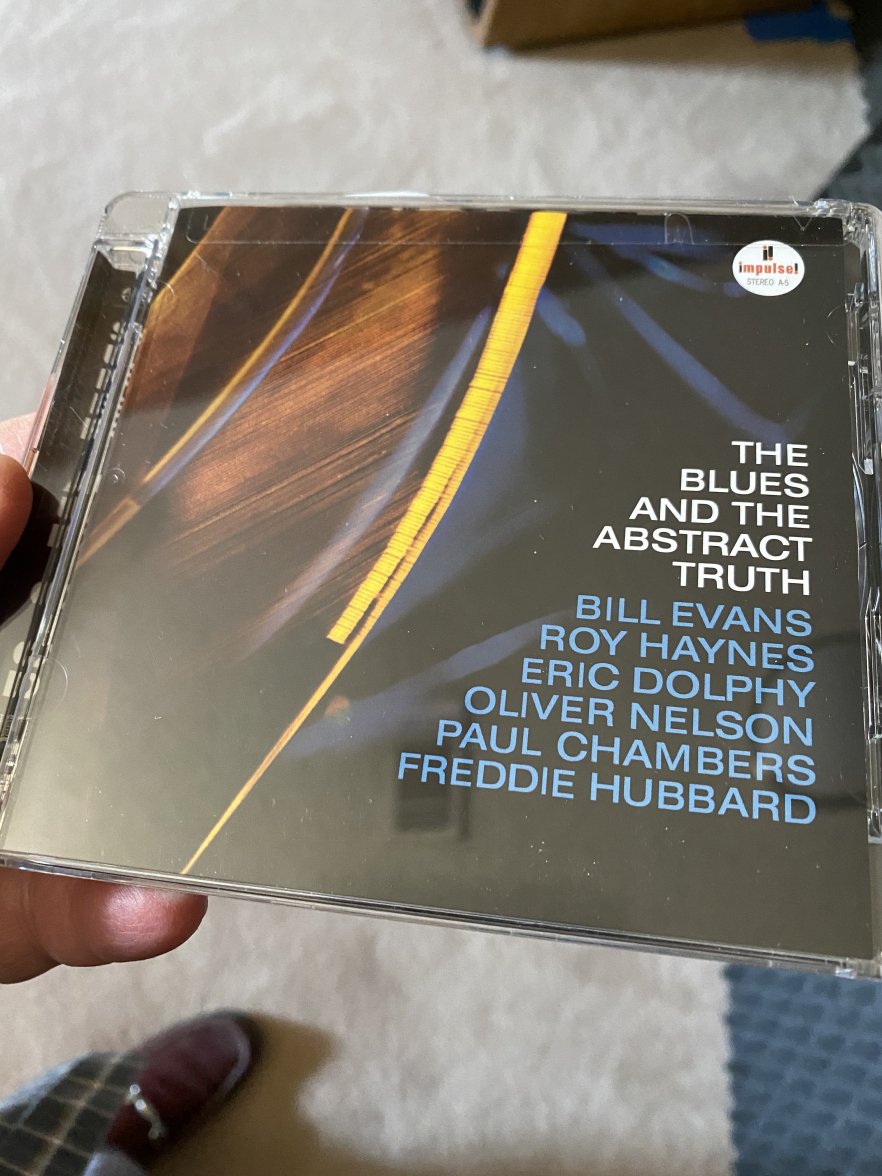 impulse!
STEREO A-5
THE
BLUES
AND THE
ABSTRACT
TRUTH
BILL EVANS
ROY HAYNES
ERIC DOLPHY
OLIVER NELSON
PAUL CHAMBERS
FREDDIE HUBBARD